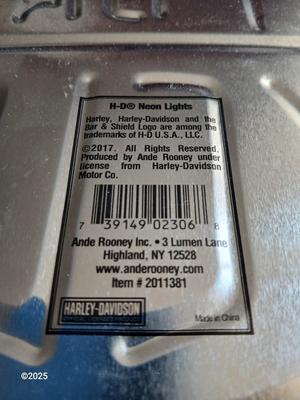 H-D® Neon Lights
Harley, Harley-Davidson and the
Bar & Shield Logo are among the
trademarks of H-D U.S.A., LLC.
©2017. All Rights Reserved.
Produced by Ande Rooney under
license from Harley-Davidson
Motor Co.
7 39149 02306 8
Ande Rooney Inc. • 3 Lumen Lane
Highland, NY 12528
www.anderooney.com
Item # 2011381
HARLEY-DAVIDSON
Made in China
©2025